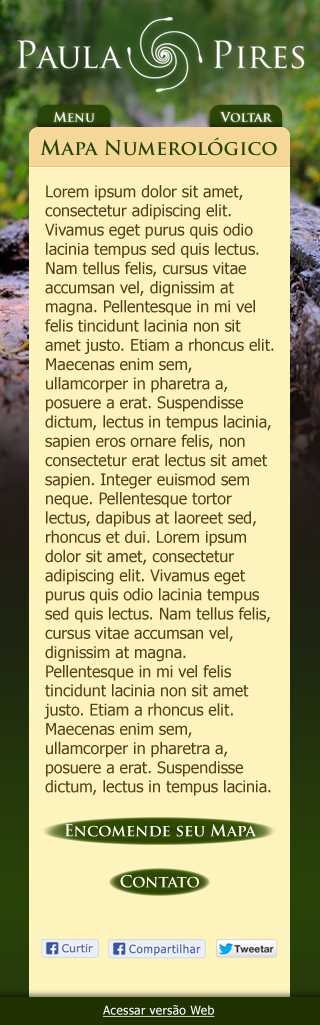 PAULA PIRES
MENU
VOLTAR
MAPA NUMEROLÓGICO
Lorem ipsum dolor sit amet,
consectetur adipiscing elit.
Vivamus eget purus quis odio
lacinia tempus sed quis lectus.
Nam tellus felis, cursus vitae
accumsan vel, dignissim at
magna. Pellentesque in mi vel
felis tincidunt lacinia non sit
amet justo. Etiam a rhoncus elit.
Maecenas enim sem,
ullamcorper in pharetra a,
posuere a erat. Suspendisse
dictum, lectus in tempus lacinia,
sapien eros ornare felis, non
consectetur erat lectus sit amet
sapien. Integer euismod sem
neque. Pellentesque tortor
lectus, dapibus at laoreet sed,
rhoncus et dui. Lorem ipsum
dolor sit amet, consectetur
adipiscing elit. Vivamus eget
purus quis odio lacinia tempus
sed quis lectus. Nam tellus felis,
cursus vitae accumsan vel,
dignissim at magna.
Pellentesque in mi vel felis
tincidunt lacinia non sit amet
justo. Etiam a rhoncus elit.
Maecenas enim sem,
ullamcorper in pharetra a,
posuere a erat. Suspendisse
dictum, lectus in tempus lacinia.
ENCOMENDE SEU MAPA
CONTATO
Curtir
Compartilhar
Tweetar
Acessar versão Web